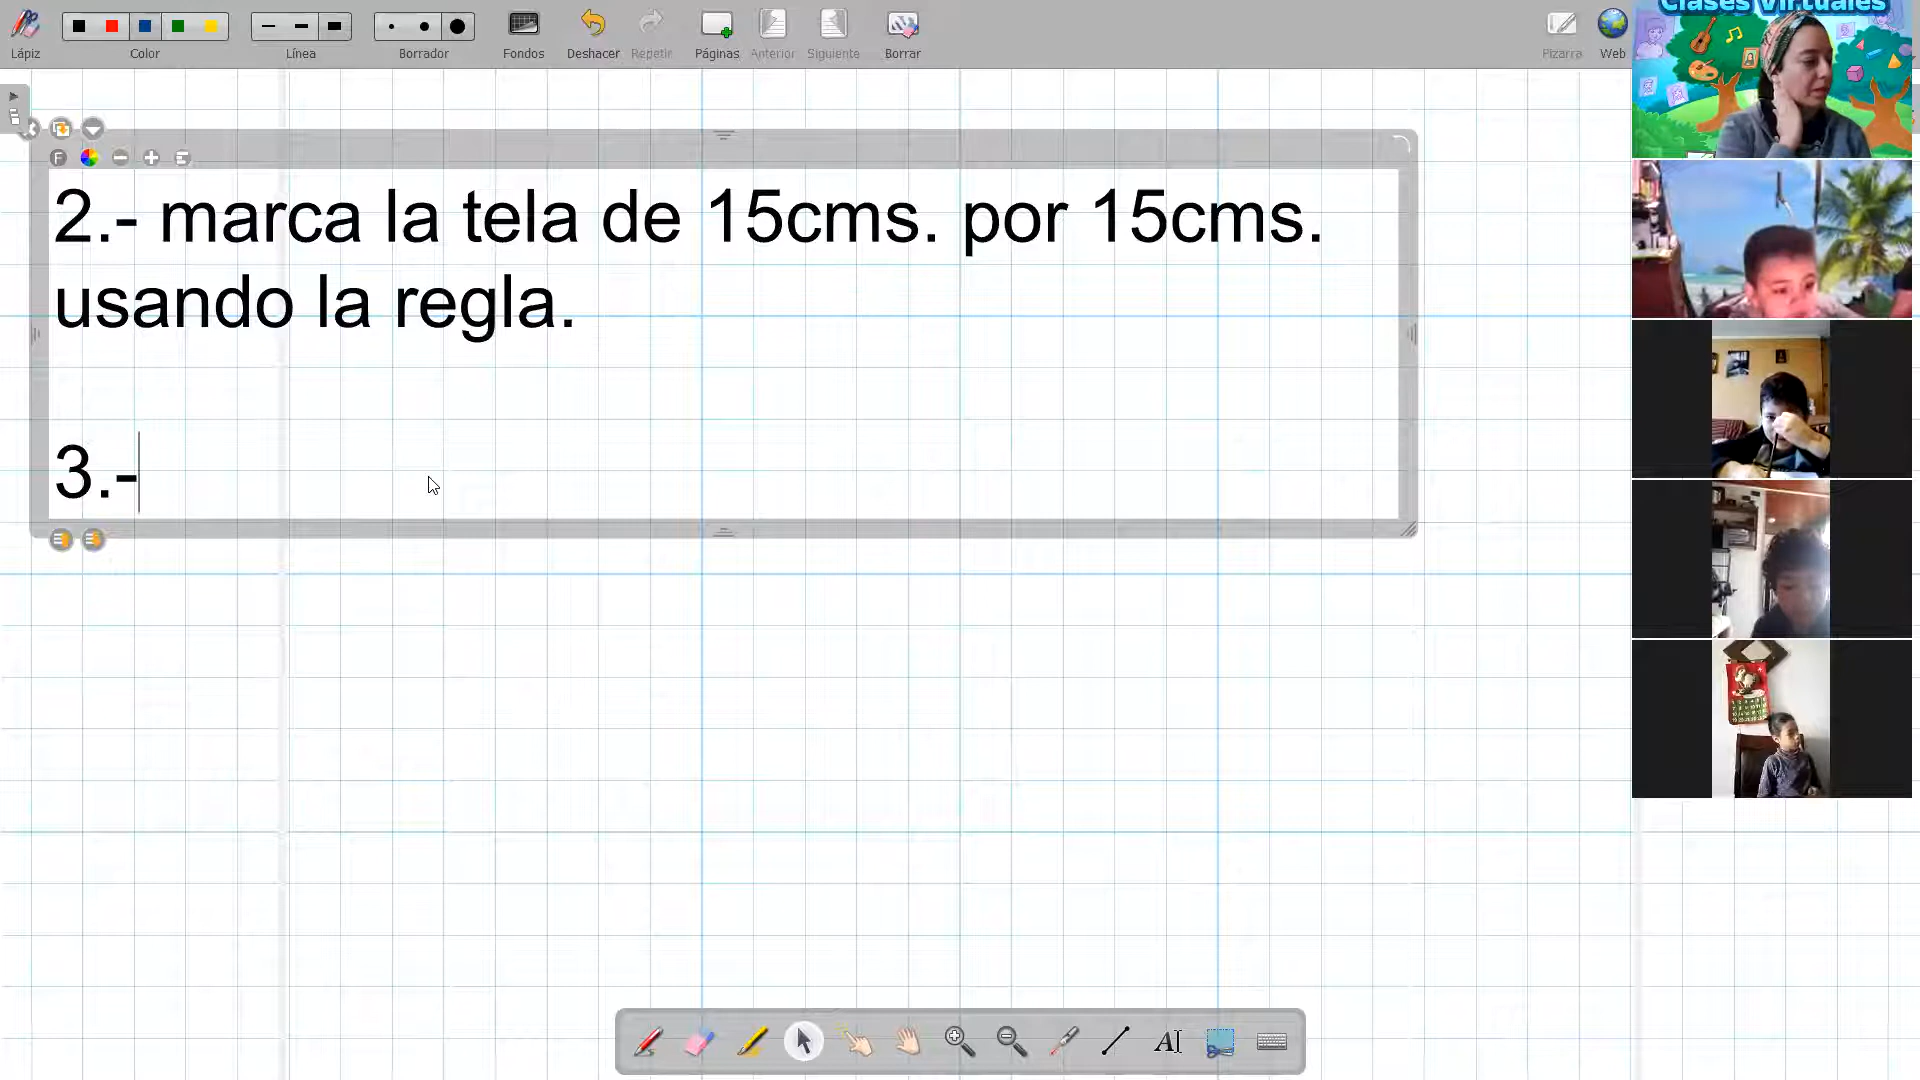 Lápiz
Color
Línea
Borrador
Fondos
Deshacer
Repetir
Páginas
Anterior
Siguiente
Borrar
Pizarra
Web
Clases Virtuales
2.- marca la tela de 15cms. por 15cms.
usando la regla.
3.-